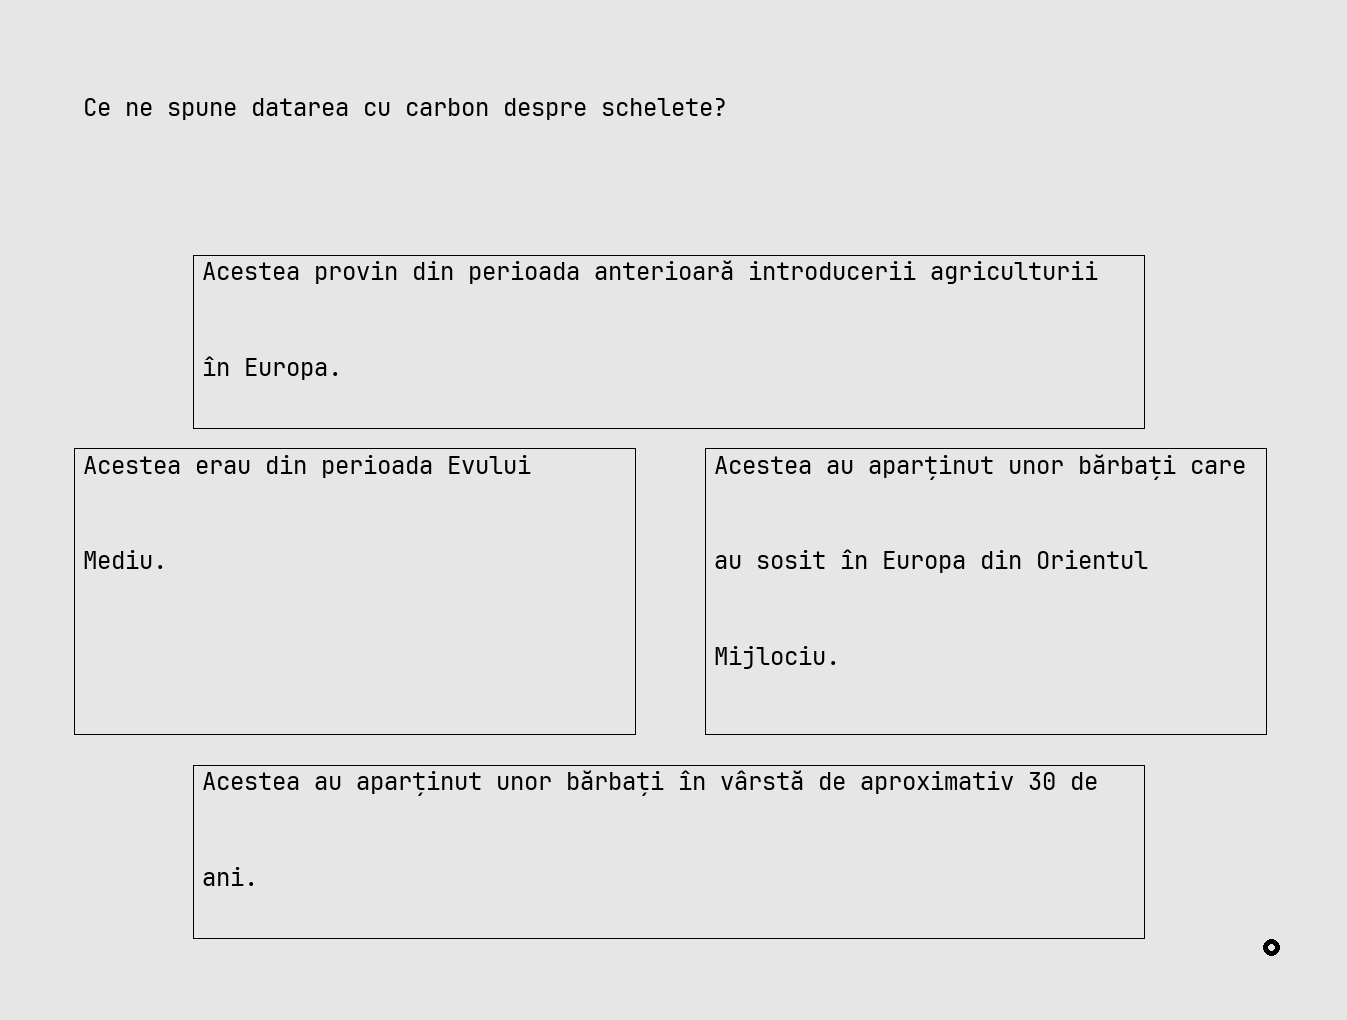 Ce ne spune datarea cu carbon despre schelete?
Acestea provin din perioada anterioară introducerii agriculturii
în Europa.
Acestea erau din perioada Evului
Mediu.
Acestea au aparținut unor bărbați care
au sosit în Europa din Orientul
Mijlociu.
Acestea au aparținut unor bărbați în vârstă de aproximativ 30 de
ani.